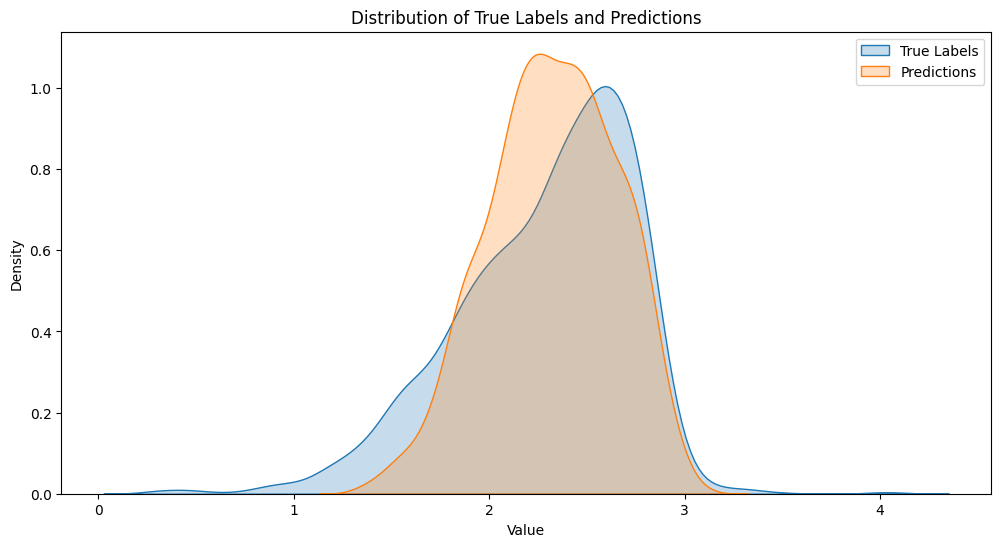 Distribution of True Labels and Predictions
True Labels
Predictions
Density
1.0
0.8
0.6
0.4
0.2
0.0
0 1 2 3 4
Value